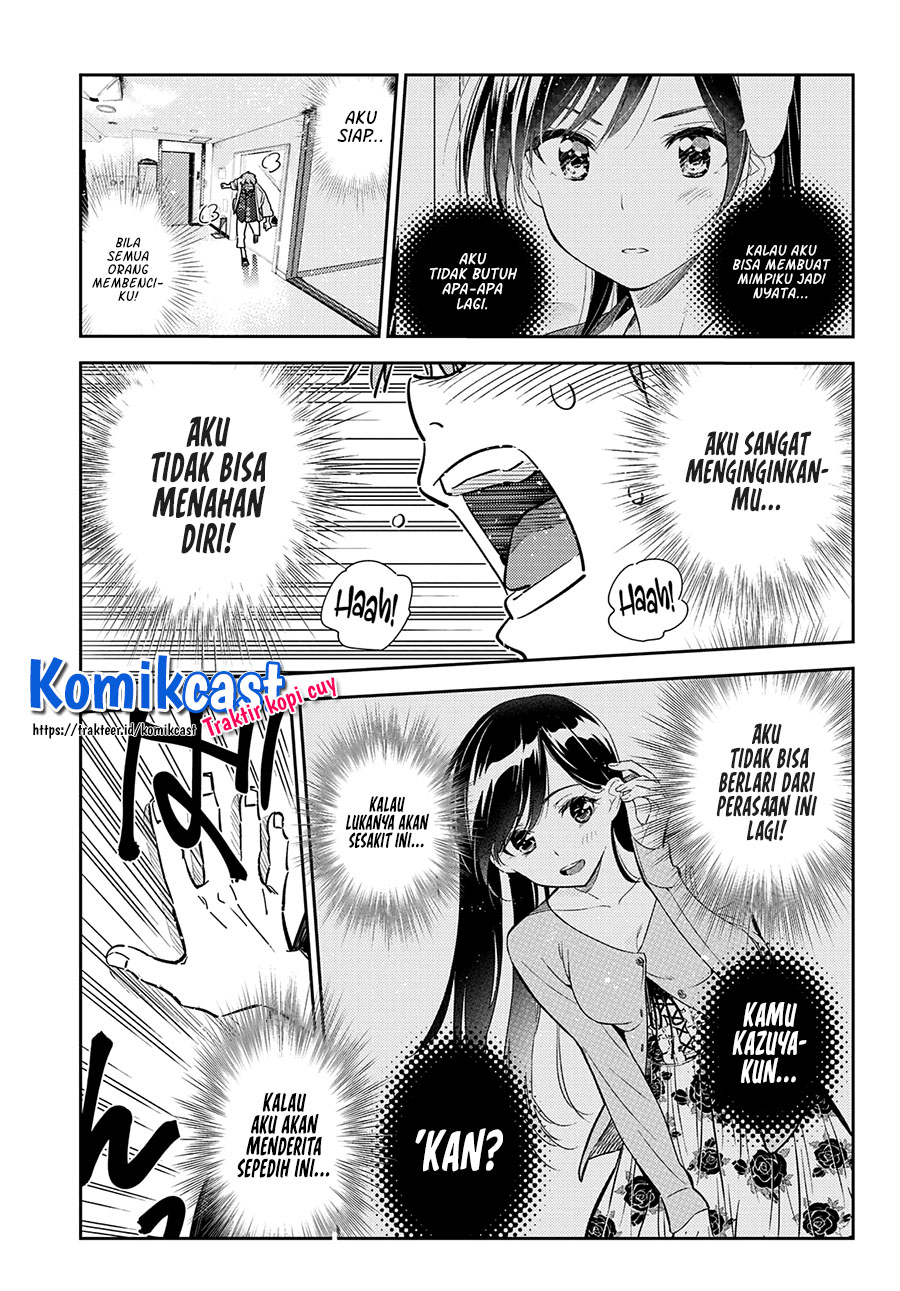 KALAU AKU
BISA MEMBUAT
MIMPIKU JADI
NYATA...
AKU
TIDAK BUTUH
APA-APA
LAGI.
AKU
SIAP...
BILA
SEMUA
ORANG
MEMBENCI-
KU!
AKU SANGAT
MENGINGINKAN-
MU...
Haah!
Haah!
AKU
TIDAK BISA
MENAHAN
DIRI!
Komikcast
Traktir kopi cuy
https://trakteer.id/komikcast
AKU
TIDAK BISA
BERLARI DARI
PERASAAN INI
LAGI!
KALAU
LUKANYA AKAN
SESAKIT INI...
KAMU
KAZUYA-
KUN...
'KAN?
KALAU
AKU AKAN
MENDERITA
SEPEDIH INI...